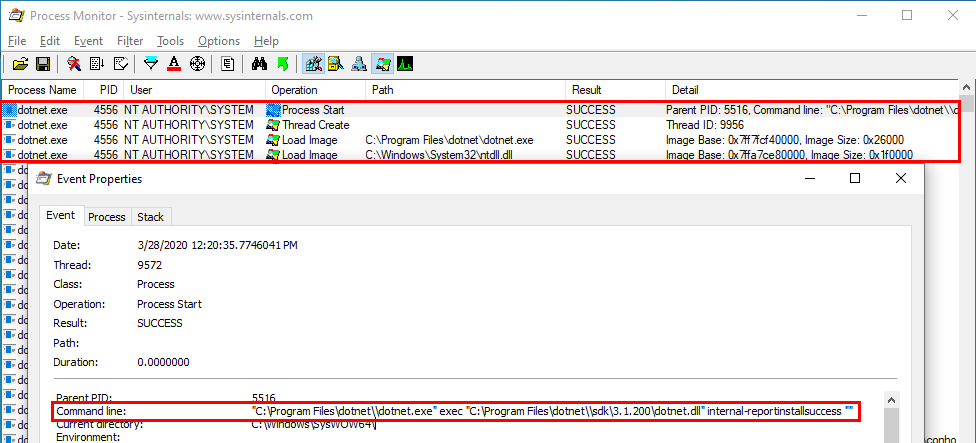 Process Monitor - Sysinternals: www.sysinternals.com
File Edit Event Filter Tools Options Help
Process Name PID User Operation Path Result Detail
dotnet.exe 4556 NT AUTHORITY\SYSTEM Process Start SUCCESS Parent PID: 5516, Command line: "C:\Program Files\dotnet\\d
dotnet.exe 4556 NT AUTHORITY\SYSTEM Thread Create SUCCESS Thread ID: 9956
dotnet.exe 4556 NT AUTHORITY\SYSTEM Load Image C:\Program Files\dotnet\dotnet.exe SUCCESS Image Base: 0x7ff7fcf40000, Image Size: 0x26000
dotnet.exe 4556 NT AUTHORITY\SYSTEM Load Image C:\Windows\System32\ntdll.dll SUCCESS Image Base: 0x7ffa7ce80000, Image Size: 0x1f0000
Event Properties
Event Process Stack
Date: 3/28/2020 12:20:35.7746041 PM
Thread: 9572
Class: Process
Operation: Process Start
Result: SUCCESS
Path:
Duration: 0.0000000
Parent PID: 5516
Command line: "C:\Program Files\dotnet\\dotnet.exe" exec "C:\Program Files\dotnet\\sdk\3.1.200\dotnet.dll" internal-reportinstallsuccess ""
Current directory: C:\Windows\SysWOW64\
Environment:
\conho